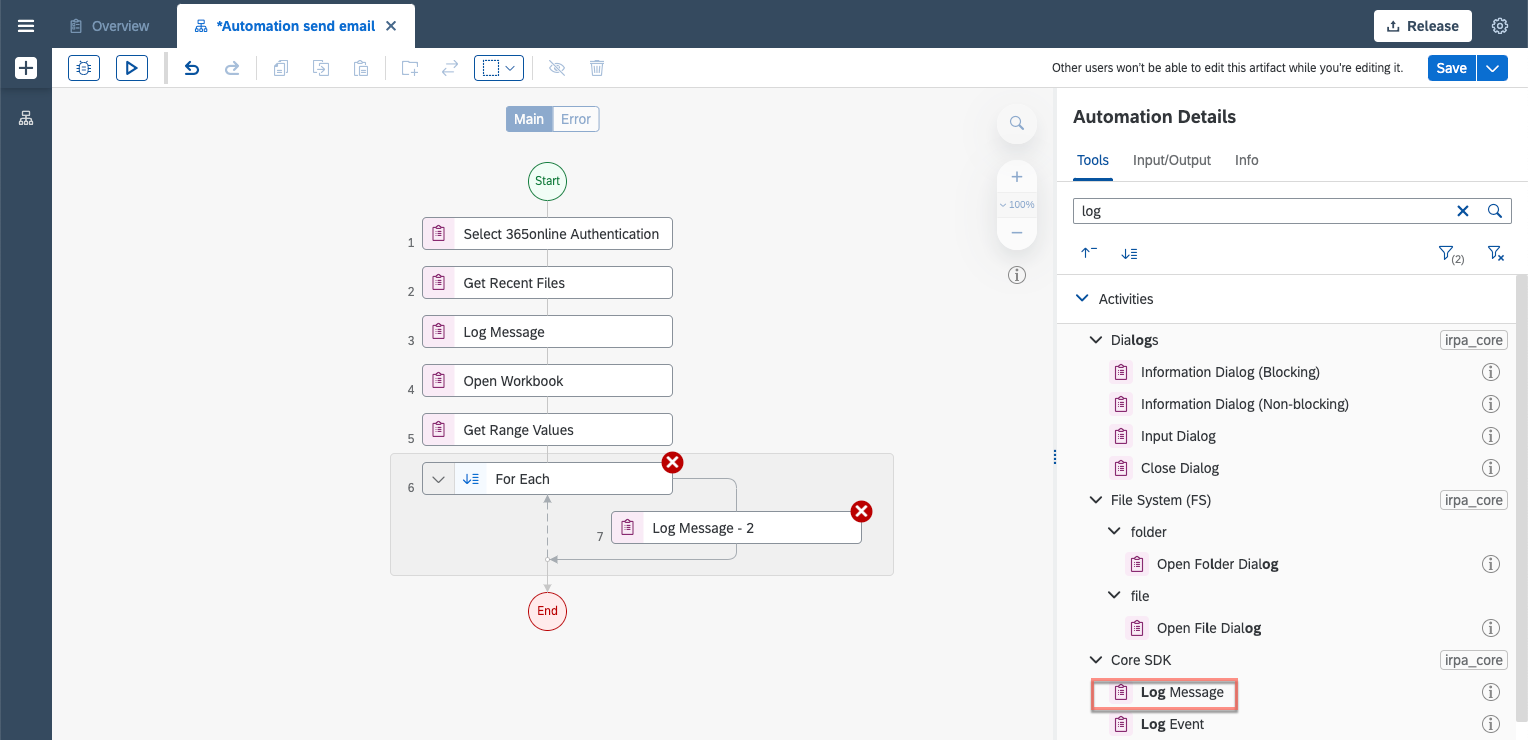 Overview
*Automation send email
Release
Other users won't be able to edit this artifact while you're editing it.
Save
Main
Error
100%
Start
1
Select 365online Authentication
2
Get Recent Files
3
Log Message
4
Open Workbook
5
Get Range Values
6
For Each
7
Log Message - 2
End
Automation Details
Tools
Input/Output
Info
log
(2)
Activities
Dialogs
irpa_core
Information Dialog (Blocking)
Information Dialog (Non-blocking)
Input Dialog
Close Dialog
File System (FS)
irpa_core
folder
Open Folder Dialog
file
Open File Dialog
Core SDK
irpa_core
Log Message
Log Event